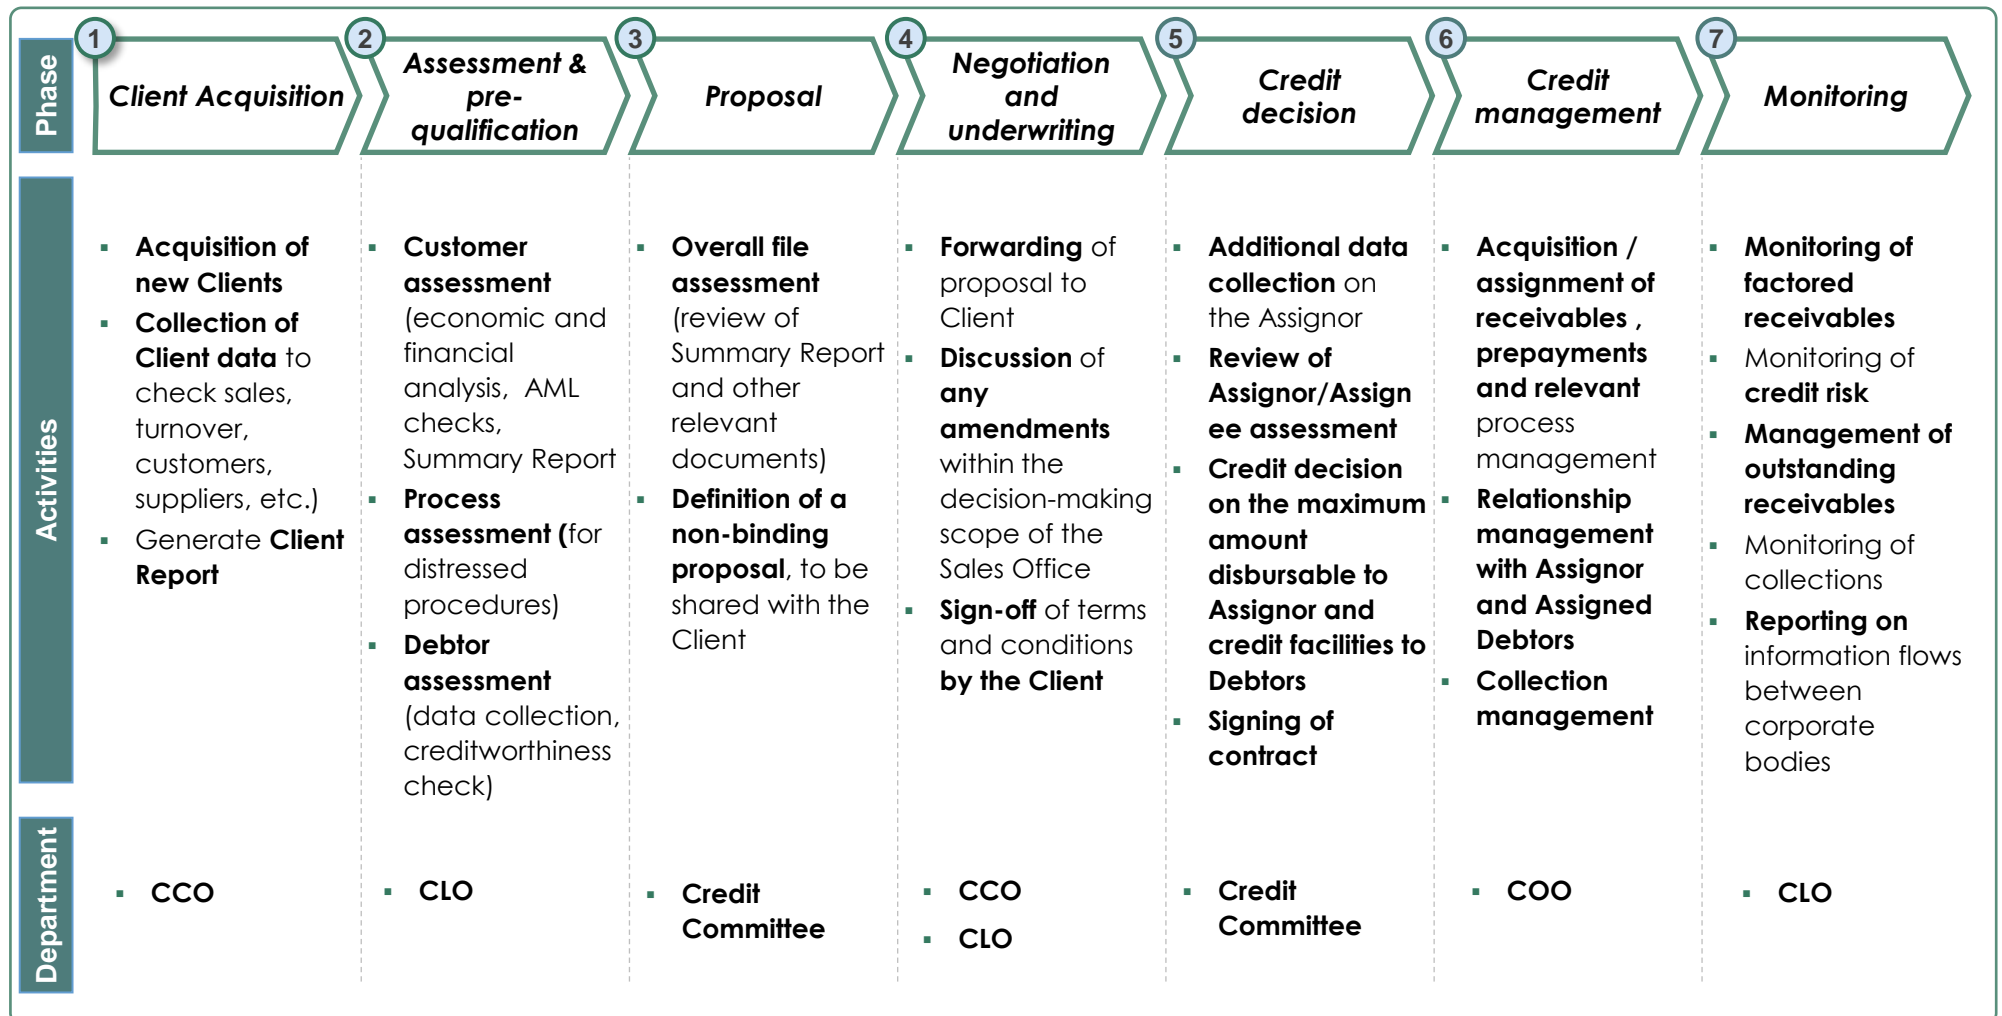 Phase
1
Client Acquisition
2
Assessment &
pre-
qualification
3
Proposal
4
Negotiation
and
underwriting
5
Credit
decision
6
Credit
management
7
Monitoring
Activities
▪ Acquisition of
new Clients
▪ Collection of
Client data to
check sales,
turnover,
customers,
suppliers, etc.)
▪ Generate Client
Report
▪ Customer
assessment
(economic and
financial
analysis, AML
checks,
Summary Report
▪ Process
assessment (for
distressed
procedures)
▪ Debtor
assessment
(data collection,
creditworthiness
check)
▪ Overall file
assessment
(review of
Summary Report
and other
relevant
documents)
▪ Definition of a
non-binding
proposal, to be
shared with the
Client
▪ Forwarding of
proposal to
Client
▪ Discussion of
any
amendments
within the
decision-making
scope of the
Sales Office
▪ Sign-off of terms
and conditions
by the Client
▪ Additional data
collection on
the Assignor
▪ Review of
Assignor/Assign
ee assessment
▪ Credit decision
on the maximum
amount
disbursable to
Assignor and
credit facilities to
Debtors
▪ Signing of
contract
▪ Acquisition /
assignment of
receivables ,
prepayments
and relevant
process
management
▪ Relationship
management
with Assignor
and Assigned
Debtors
▪ Collection
management
▪ Monitoring of
factored
receivables
▪ Monitoring of
credit risk
▪ Management of
outstanding
receivables
▪ Monitoring of
collections
▪ Reporting on
information flows
between
corporate
bodies
Department
▪ CCO
▪ CLO
▪ Credit
Committee
▪ CCO
▪ CLO
▪ Credit
Committee
▪ COO
▪ CLO